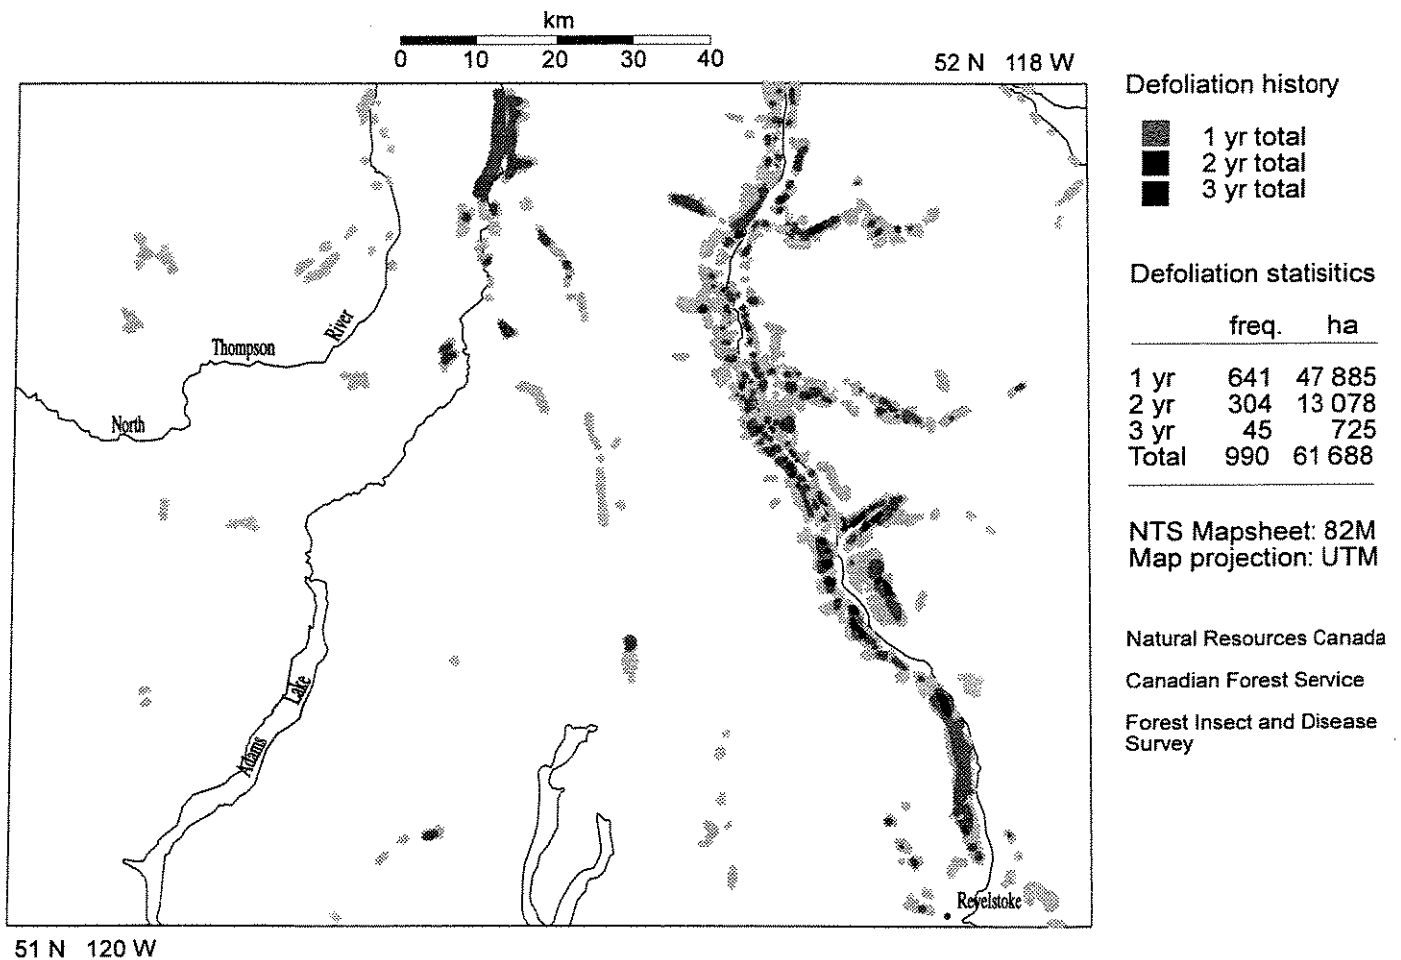 km
0 10 20 30 40
52 N 118 W
Defoliation history
1 yr total
2 yr total
3 yr total
Defoliation statisitics
freq. ha
1 yr 641 47 885
2 yr 304 13 078
3 yr 45 725
Total 990 61 688
NTS Mapsheet: 82M
Map projection: UTM
Natural Resources Canada
Canadian Forest Service
Forest Insect and Disease
Survey
River
Thompson
North
Lake
Adams
Revelstoke
51 N 120 W